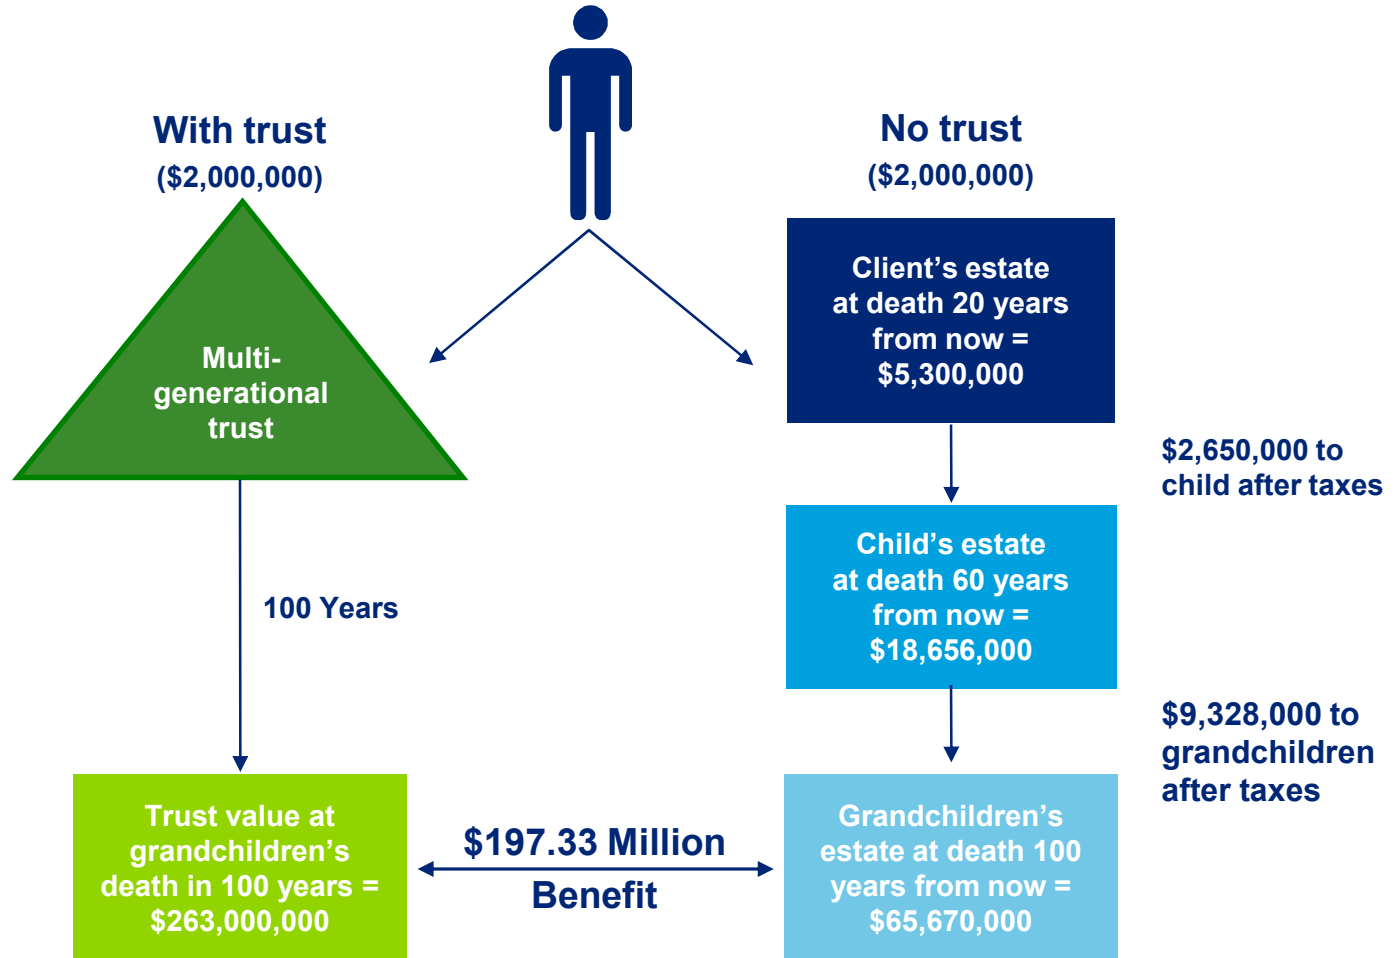 With trust
($2,000,000)
No trust
($2,000,000)
Multi-
generational
trust
Client’s estate
at death 20 years
from now =
$5,300,000
$2,650,000 to
child after taxes
Child’s estate
at death 60 years
from now =
$18,656,000
100 Years
$9,328,000 to
grandchildren
after taxes
Trust value at
grandchildren’s
death in 100 years =
$263,000,000
$197.33 Million
Benefit
Grandchildren’s
estate at death 100
years from now =
$65,670,000